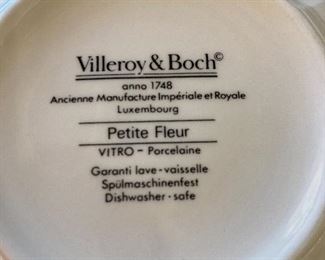 Villeroy & Boch©
anno 1748
Ancienne Manufacture Impériale et Royale
Luxembourg
Petite Fleur
VITRO - Porcelaine
Garanti lave - vaisselle
Spülmaschinenfest
Dishwasher - safe